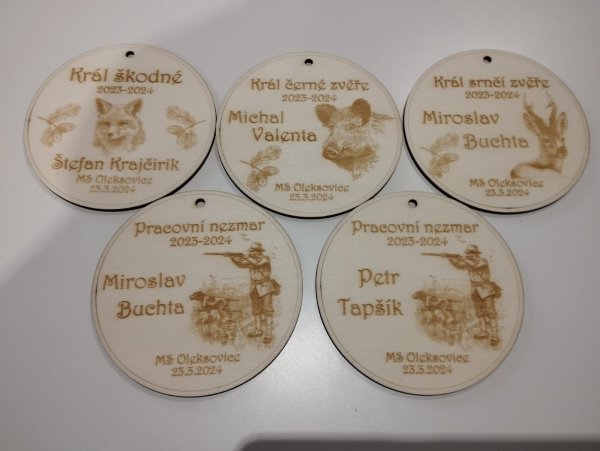 Král škodné
2023-2024
Štefan Krajčirik
MS Oleksovice
23.3.2024
Král černé zvěře
2023-2024
Michal
Valenta
MS Oleksovice
23.3.2024
Král srnčí zvěře
2023-2024
Miroslav
Buchta
MS Oleksovice
23.3.2024
Pracovní nezmar
2023-2024
Miroslav
Buchta
MS Oleksovice
23.3.2024
Pracovní nezmar
2023-2024
Petr
Tapšík
MS Oleksovice
23.3.2024